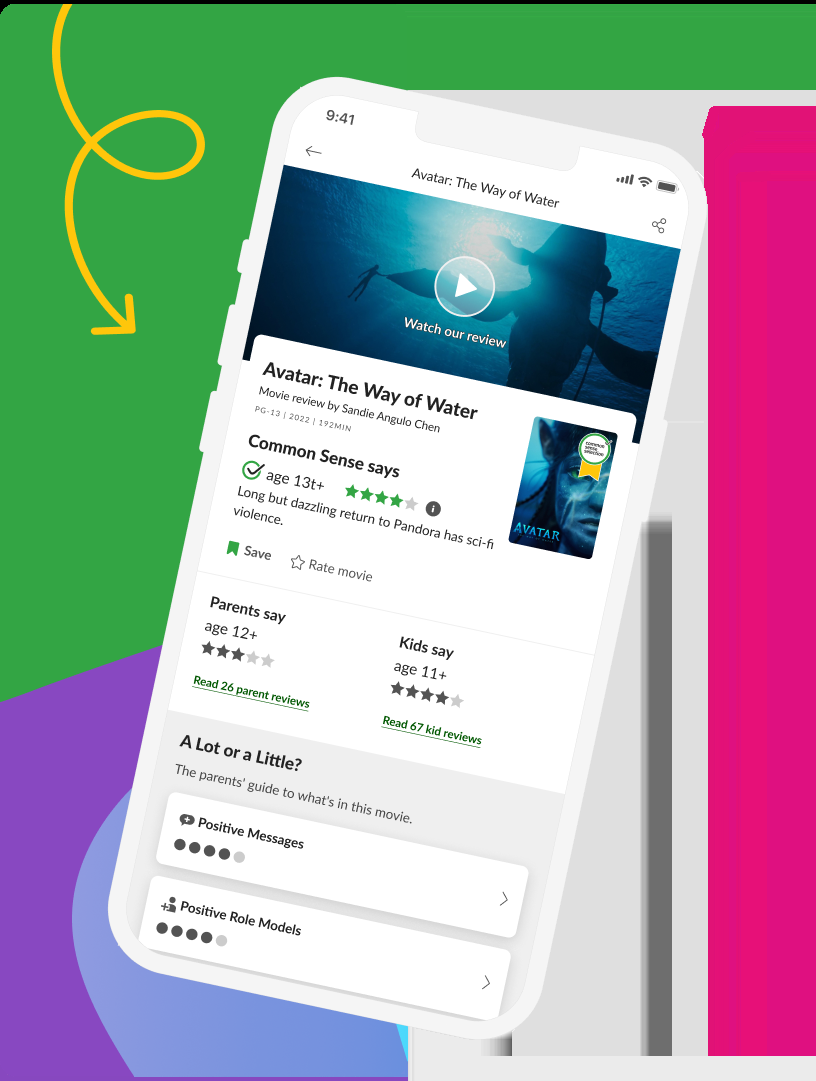 9:41
Avatar: The Way of Water
Watch our review
Avatar: The Way of Water
Movie review by Sandie Angulo Chen
PG-13 | 2022 | 192MIN
Common Sense says
age 13t+
Long but dazzling return to Pandora has sci-fi
violence.
common
sense
selection
AVATAR
Save
Rate movie
Parents say
age 12+
Read 26 parent reviews
Kids say
age 11+
Read 67 kid reviews
A Lot or a Little?
The parents' guide to what's in this movie.
Positive Messages
Positive Role Models